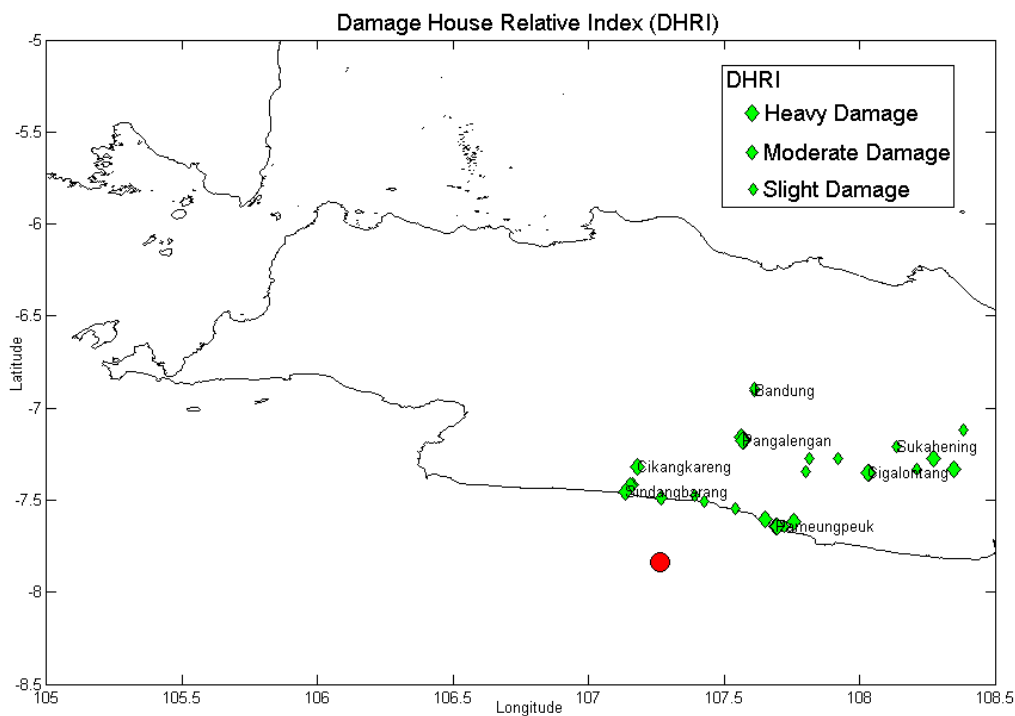 Damage House Relative Index (DHRI)
-5
-5.5
-6
-6.5
-7
-7.5
-8
-8.5
Latitude
DHRI
Heavy Damage
Moderate Damage
Slight Damage
Bandung
Pangalengan
Sukahening
Cikangkareng
Cigalontang
Sindangbarang
Pameungpeuk
105
105.5
106
106.5
107
107.5
108
108.5
Longitude